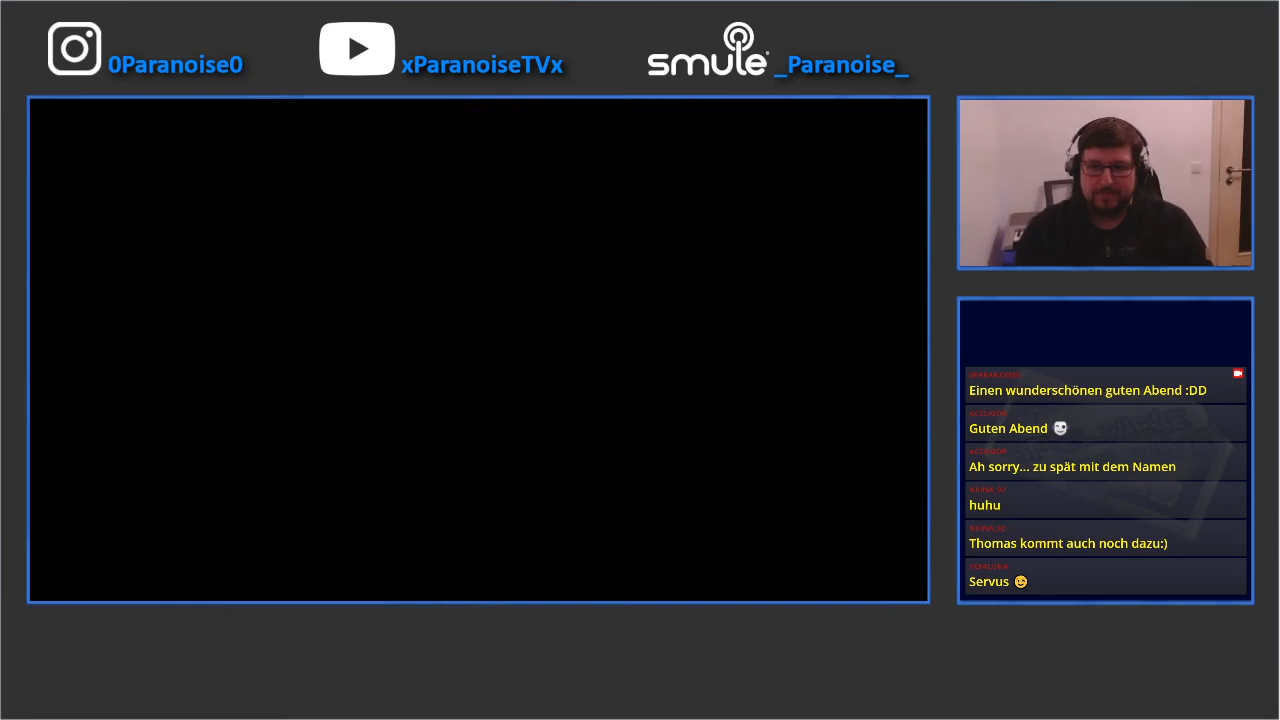 0Paranoise0
xParanoiseTVx
smule
_Paranoise_
Einen wunderschönen guten Abend :DD
Guten Abend
Ah sorry... zu spät mit dem Namen
huhu
Thomas kommt auch noch dazu:)
Servus